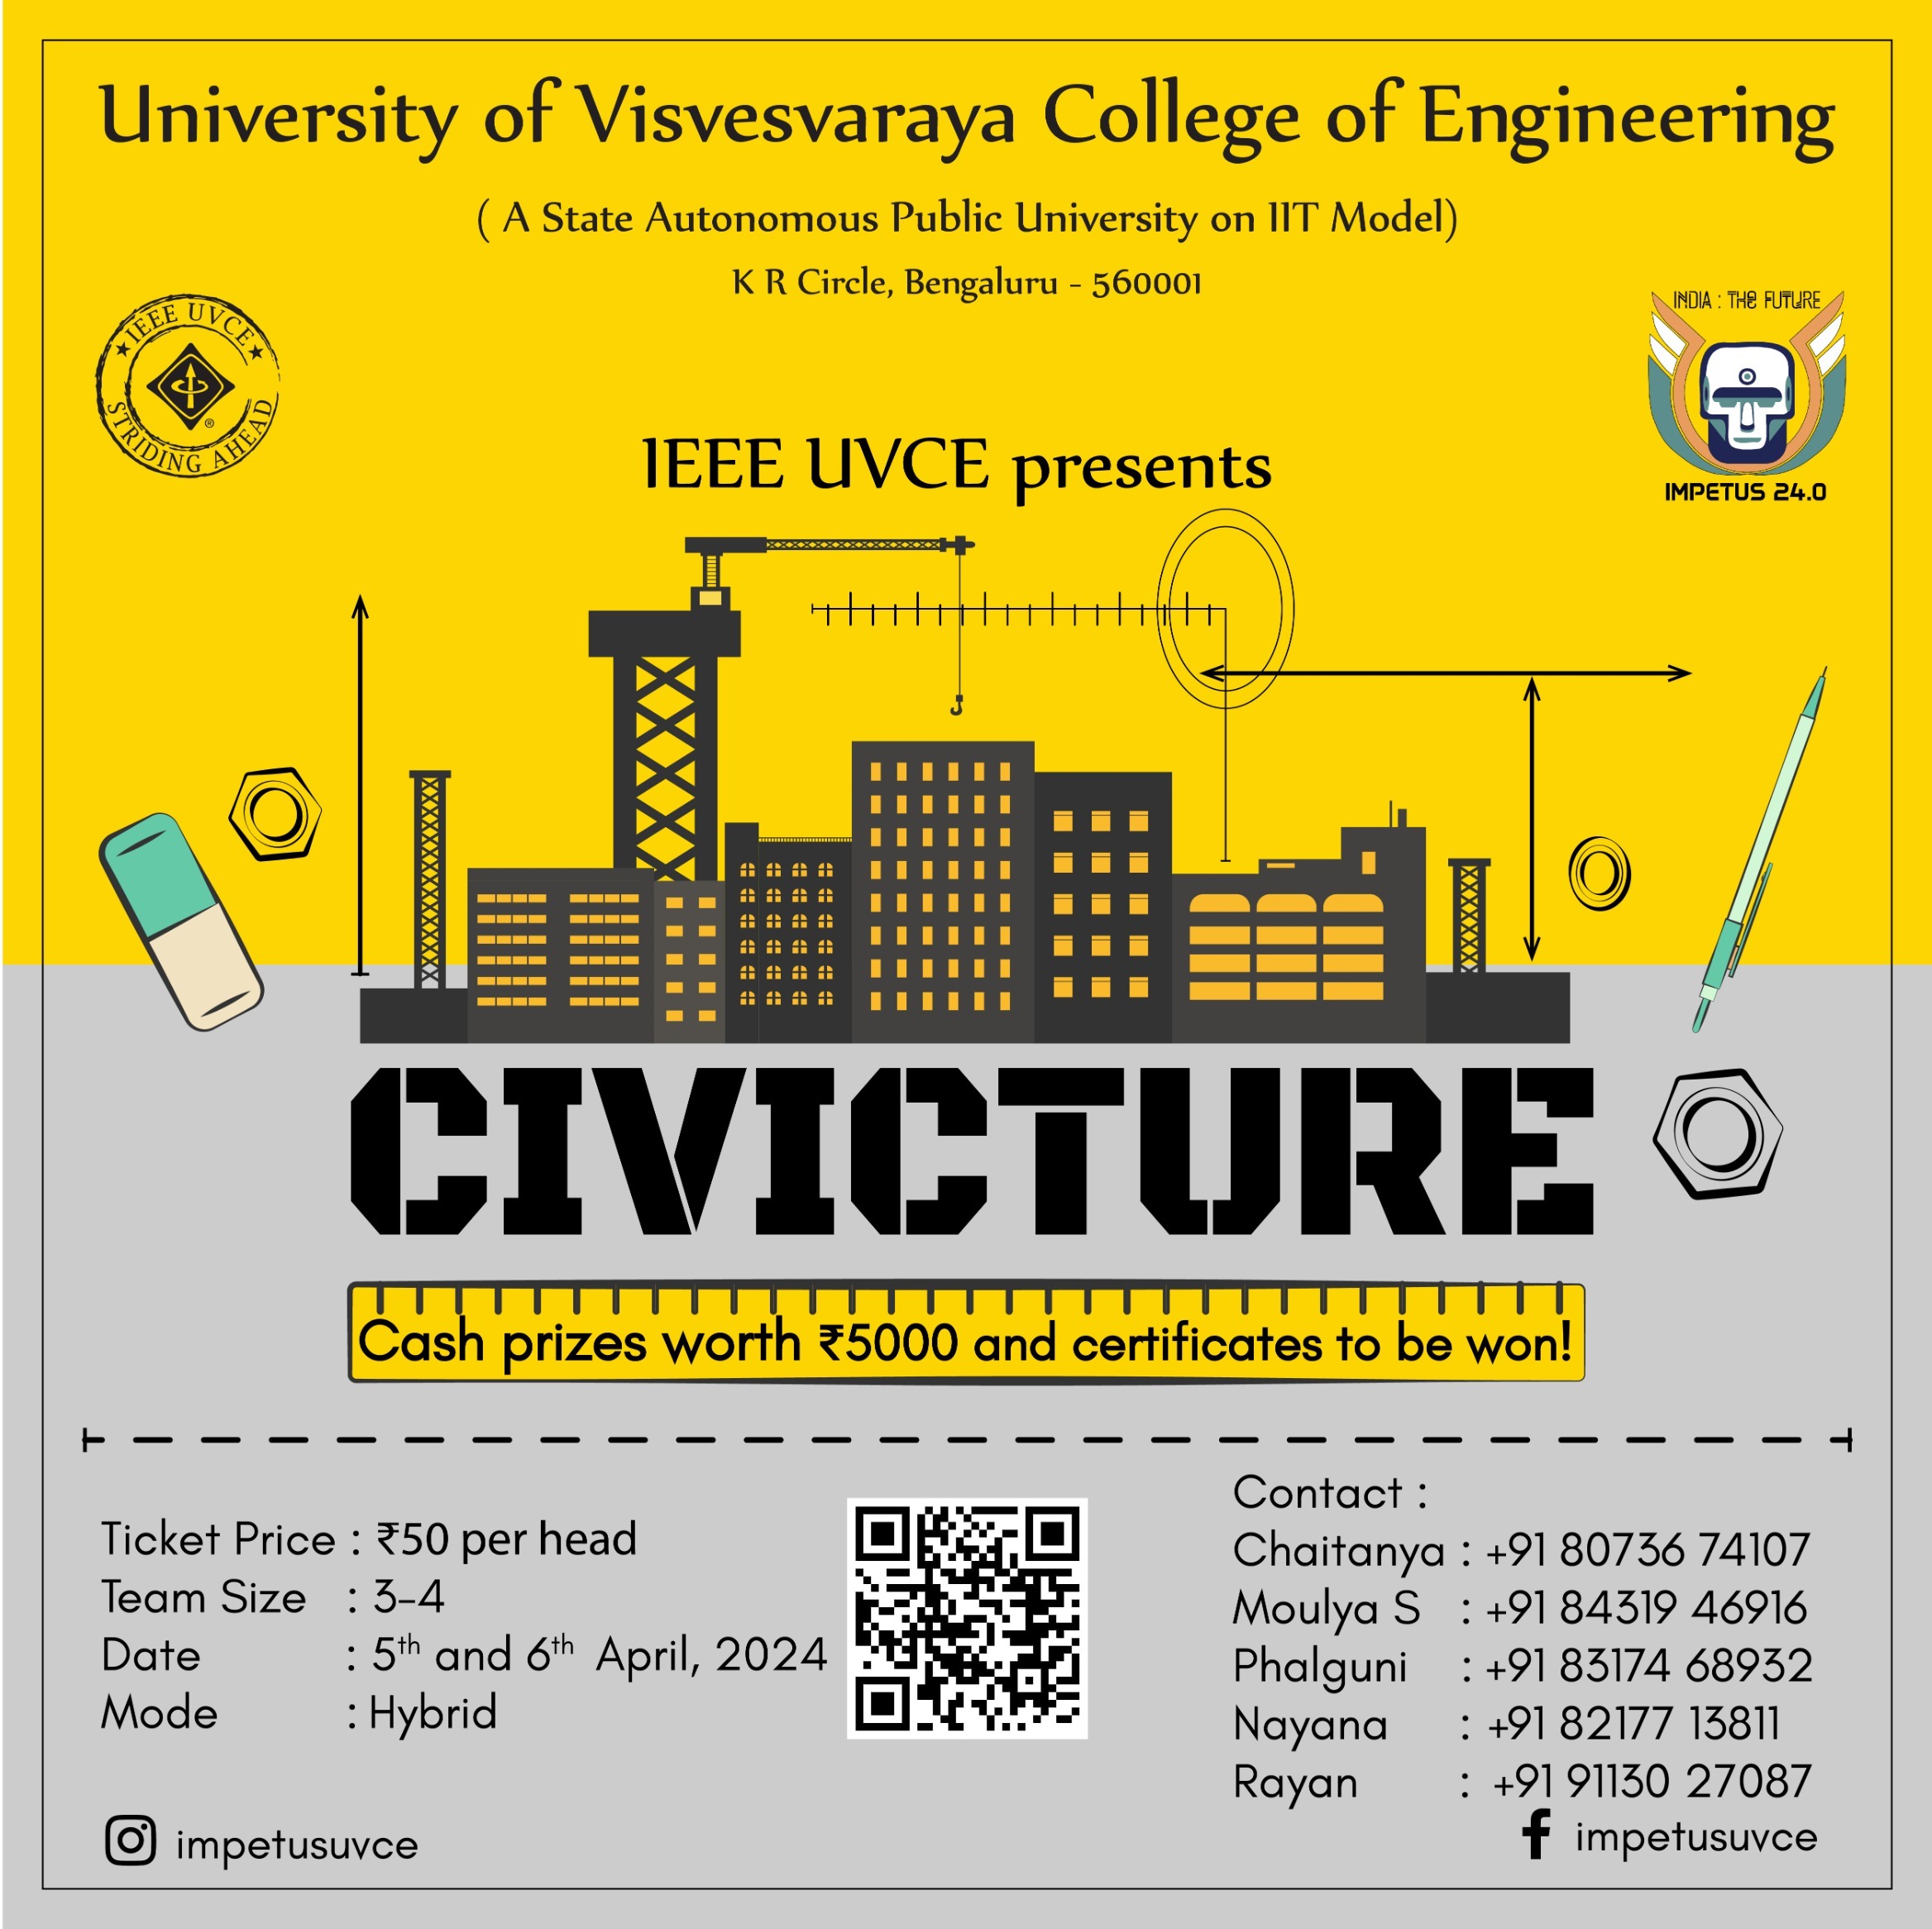 University of Visvesvaraya College of Engineering
( A State Autonomous Public University on IIT Model)
K R Circle, Bengaluru - 560001
IEEE UVCE
STRIDING AHEAD
®
INDIA : THE FUTURE
IMPETUS 24.0
IEEE UVCE presents
CIVICTURE
Cash prizes worth ₹5000 and certificates to be won!
Ticket Price : ₹50 per head
Team Size : 3-4
Date : 5th and 6th April, 2024
Mode : Hybrid
Contact :
Chaitanya : +91 80736 74107
Moulya S : +91 84319 46916
Phalguni : +91 83174 68932
Nayana : +91 82177 13811
Rayan : +91 91130 27087
impetusuvce
impetusuvce